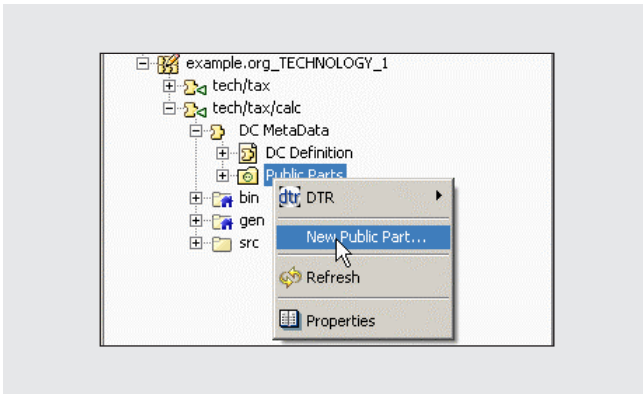 example.org_TECHNOLOGY_1
tech/tax
tech/tax/calc
DC MetaData
DC Definition
Public Parts
bin
dtr DTR
gen
New Public Part...
src
Refresh
Properties